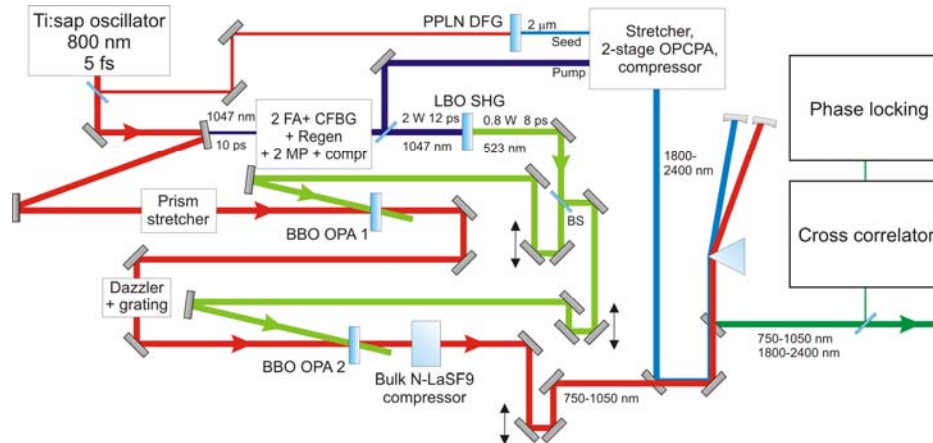 Ti:sap oscillator
800 nm
5 fs
PPLN DFG
2 μm
Seed
Stretcher,
2-stage OPCPA,
compressor
Pump
1047 nm
10 ps
2 FA+ CFBG
+ Regen
+ 2 MP + compr
LBO SHG
2 W 12 ps
1047 nm
0.8 W 8 ps
523 nm
1800-
2400 nm
Phase locking
Cross correlator
Prism
stretcher
BBO OPA 1
BS
Dazzler
+ grating
BBO OPA 2
Bulk N-LaSF9
compressor
750-1050 nm
750-1050 nm
1800-2400 nm